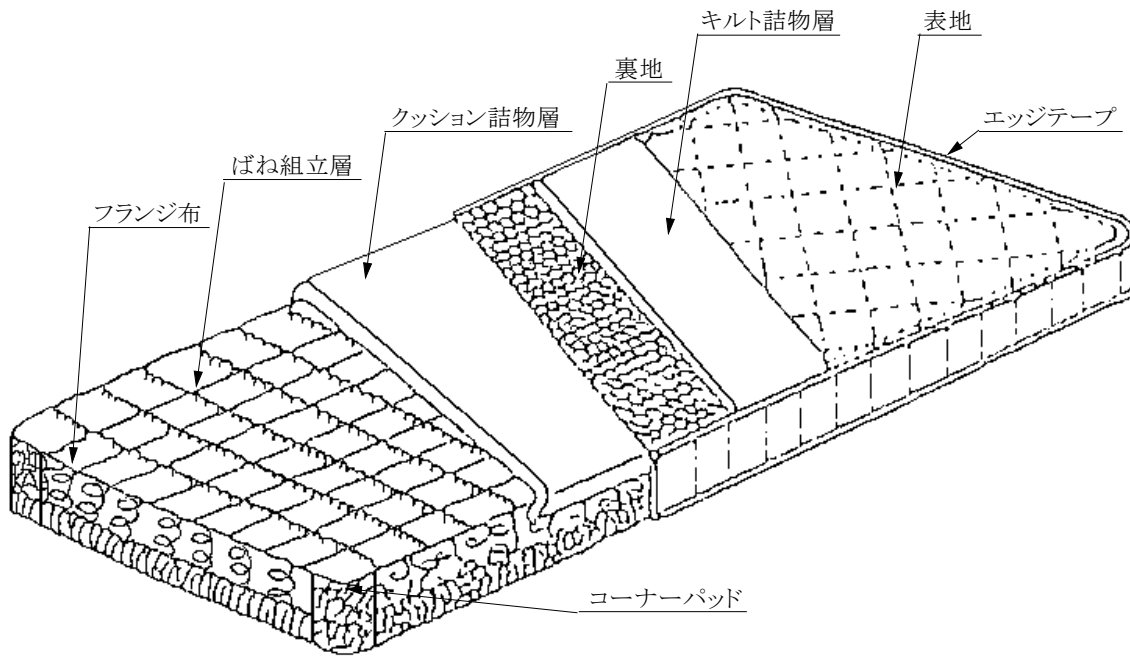 キルト詰物層
表地
裏地
エッジテープ
クッション詰物層
ばね組立層
フランジ布
コーナーパッド